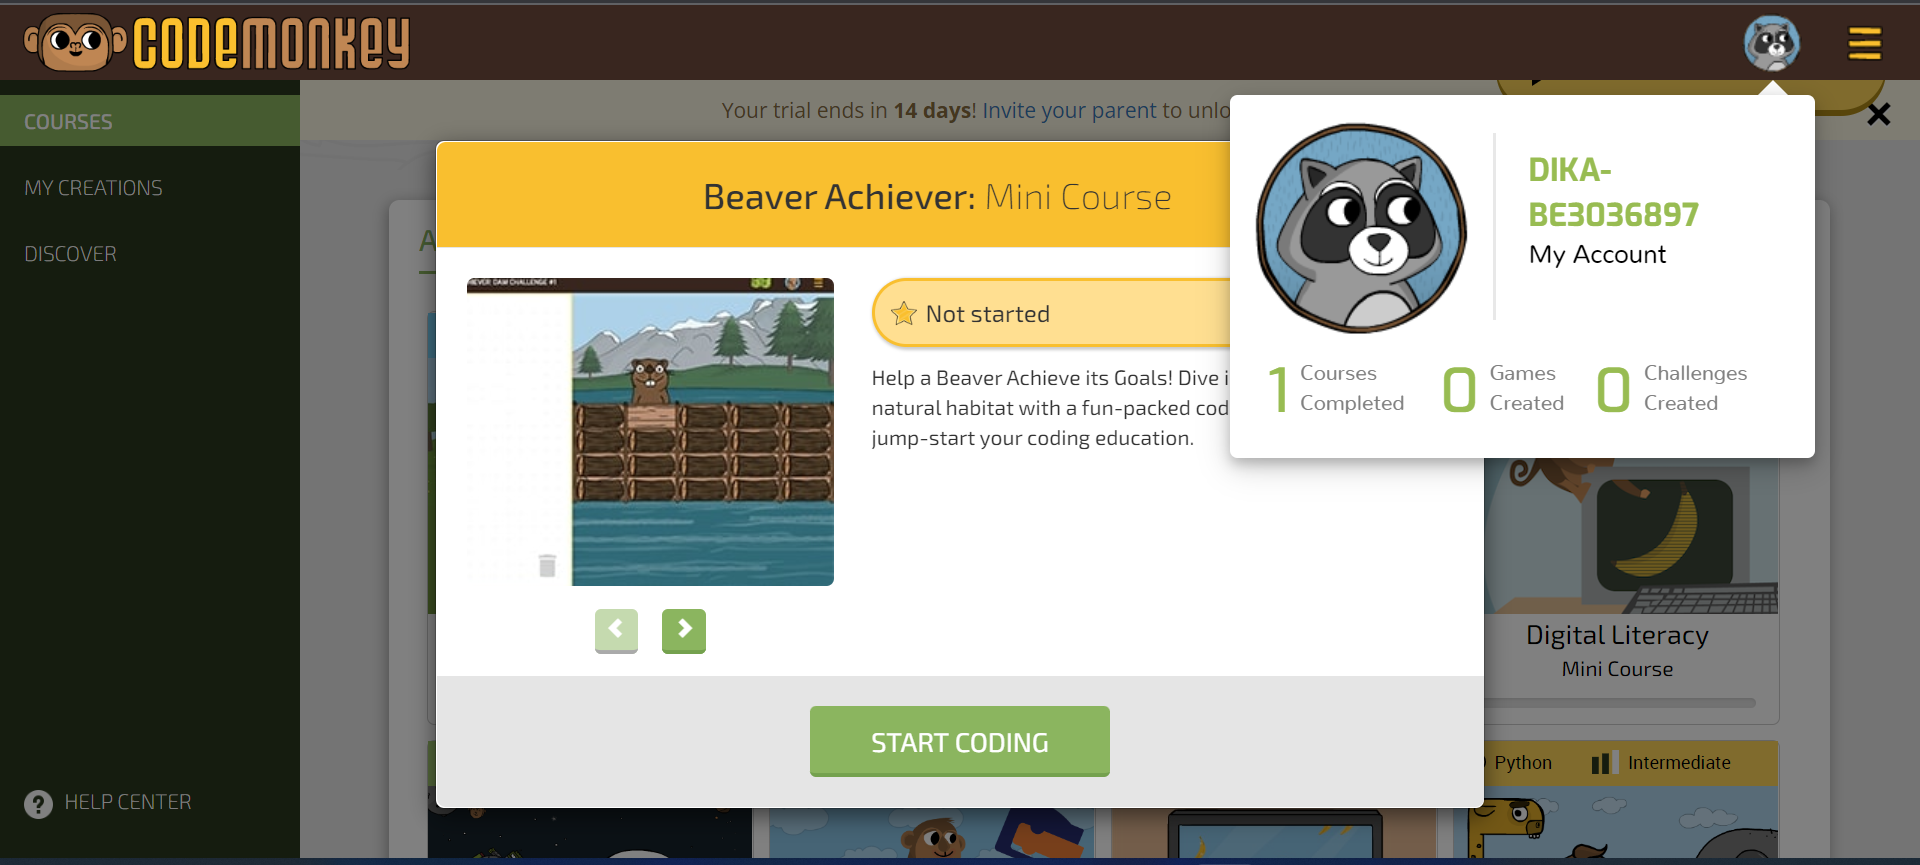 CODEMONKEY
COURSES
MY CREATIONS
DISCOVER
HELP CENTER
Your trial ends in 14 days! Invite your parent to unlo
A
Beaver Achiever: Mini Course
IEVER: DAM CHALLENGE #1
Not started
Help a Beaver Achieve its Goals! Dive i
natural habitat with a fun-packed cod
jump-start your coding education.
START CODING
DIKA-
BE3036897
My Account
1 Courses
Completed
0 Games
Created
0 Challenges
Created
Digital Literacy
Mini Course
Python
Intermediate